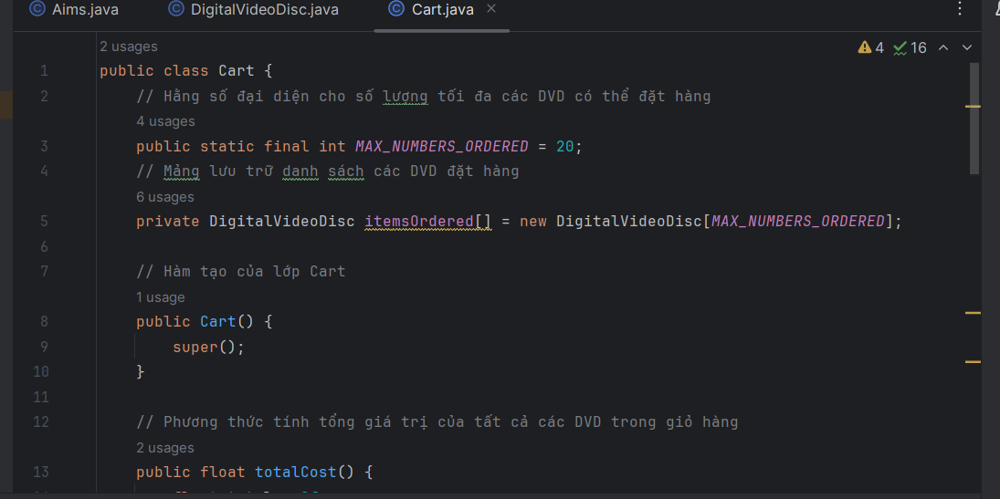 Aims.java DigitalVideoDisc.java Cart.java
2 usages 4 16
1 public class Cart {
2 // Hằng số đại diện cho số lượng tối đa các DVD có thể đặt hàng
4 usages
3 public static final int MAX_NUMBERS_ORDERED = 20;
4 // Mảng lưu trữ danh sách các DVD đặt hàng
6 usages
5 private DigitalVideoDisc itemsOrdered[] = new DigitalVideoDisc[MAX_NUMBERS_ORDERED];
6
7 // Hàm tạo của lớp Cart
1 usage
8 public Cart() {
9 super();
10 }
11
12 // Phương thức tính tổng giá trị của tất cả các DVD trong giỏ hàng
2 usages
13 public float totalCost() {